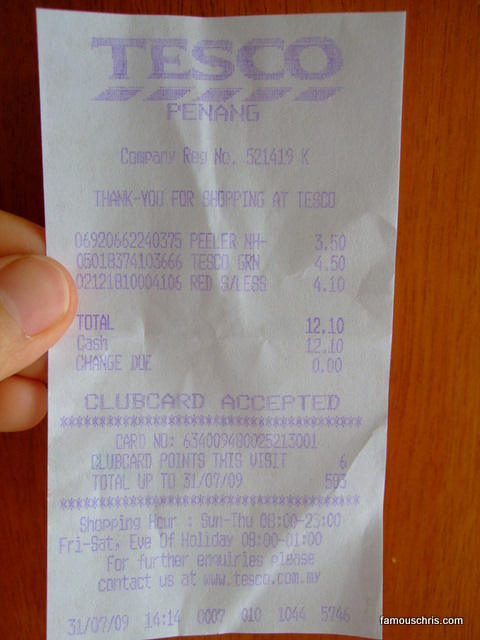 TESCO
PENANG
Company Reg No. 521419 K
THANK-YOU FOR SHOPPING AT TESCO
06920662240375 PEELER NH- 3.50
05018374103666 TESCO GRN 4.50
02121810004106 RED S/LESS 4.10
TOTAL 12.10
Cash 12.10
CHANGE DUE 0.00
CLUBCARD ACCEPTED
************************************
CARD NO: 634009480025213001
CLUBCARD POINTS THIS VISIT 6
TOTAL UP TO 31/07/09 593
************************************
Shopping Hour : Sun-Thu 08:00-23:00
Fri-Sat, Eve Of Holiday 08:00-01:00
For further enquiries please
contact us at www.tesco.com.my
31/07/09 14:14 0007 010 1044 5746
famouschris.com